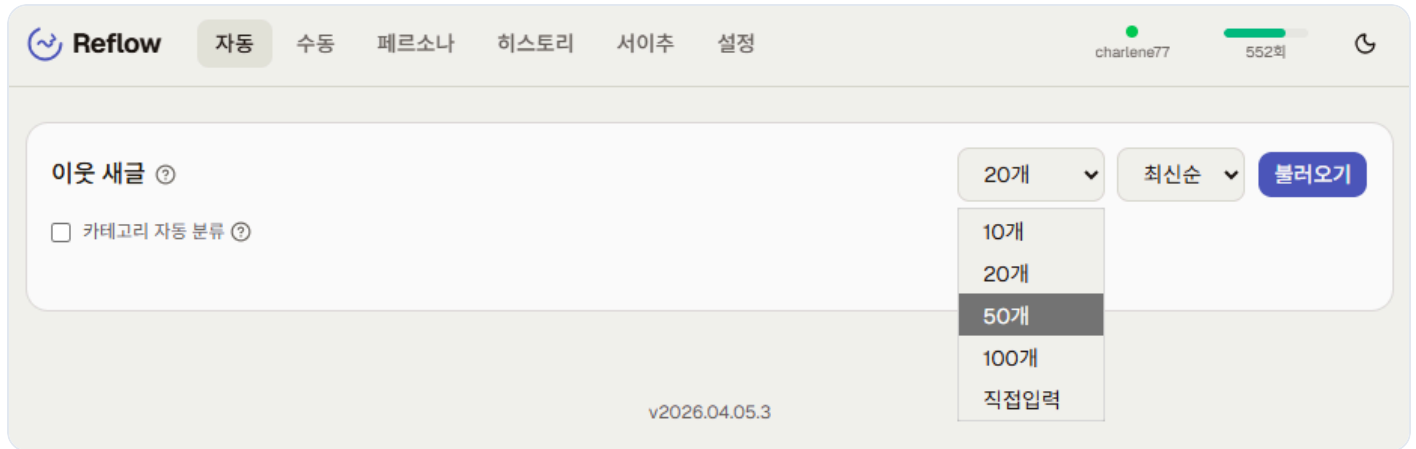 Reflow 자동 수동 페르소나 히스토리 서이추 설정 charlene77 552회
이웃 새글 ? 20개 최신순 불러오기
카테고리 자동 분류 ?
10개
20개
50개
100개
직접입력
v2026.04.05.3